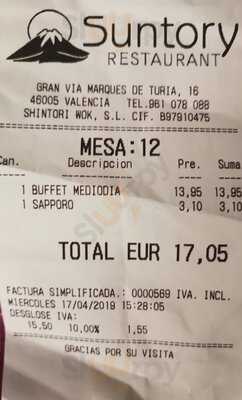 Suntory
RESTAURANT
GRAN VIA MARQUES DE TURIA, 16
46005 VALENCIA TEL.961 078 088
SHINTORI WOK, S.L. CIF. B97910475
MESA:12
Can. Descripcion Pre. Suma
1 BUFFET MEDIODIA 13,95 13,95
1 SAPPORO 3,10 3,10
TOTAL EUR 17,05
FACTURA SIMPLIFICADA.: 0000569 IVA. INCL.
MIERCOLES 17/04/2019 15:28:05
DESGLOSE IVA:
15,50 10,00% 1,55
GRACIAS POR SU VISITA